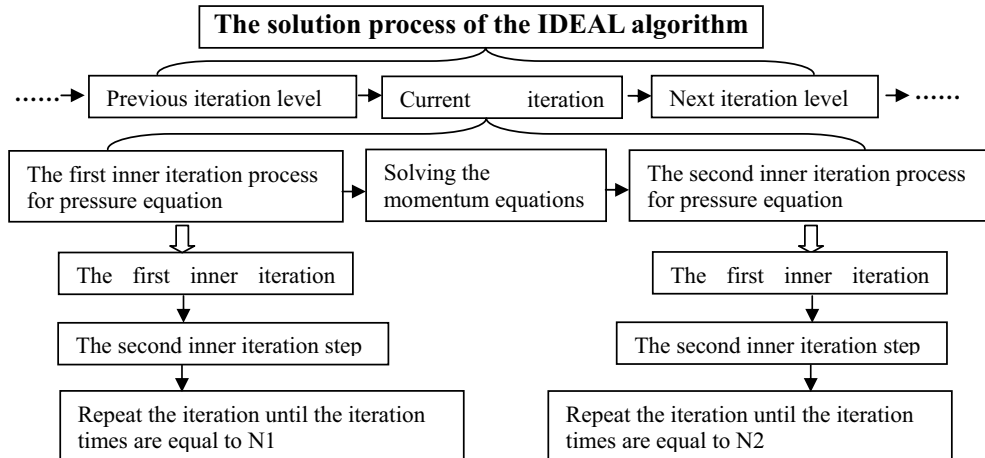 The solution process of the IDEAL algorithm
...... Previous iteration level Current iteration Next iteration level ......
The first inner iteration process
for pressure equation
Solving the
momentum equations
The second inner iteration process
for pressure equation
The first inner iteration
The second inner iteration step
Repeat the iteration until the iteration
times are equal to N1
The first inner iteration
The second inner iteration step
Repeat the iteration until the iteration
times are equal to N2